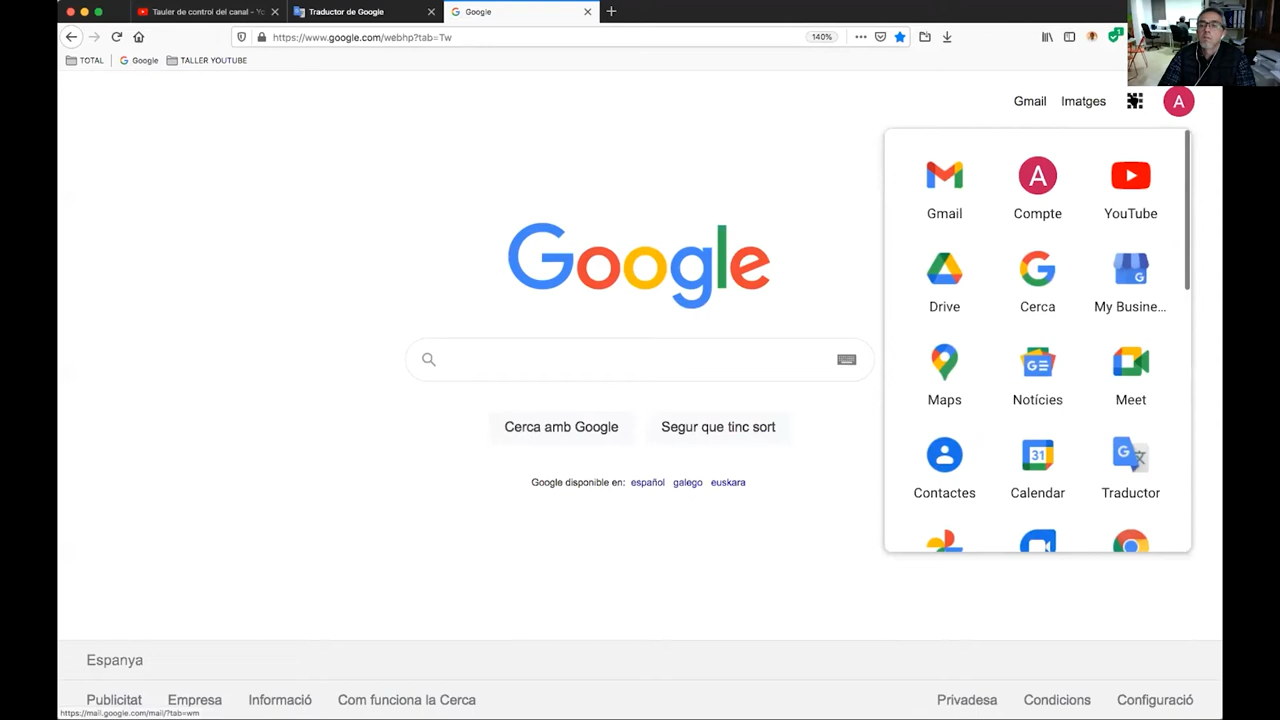 Tauler de control del canal - Yo
Traductor de Google
Google
https://www.google.com/webhp?tab=Tw
140%
TOTAL
Google
TALLER YOUTUBE
Gmail
Imatges
A
Gmail
A
Compte
YouTube
Drive
Cerca
My Busine...
Maps
Notícies
Meet
Contactes
31
Calendar
Traductor
Google
Cerca amb Google
Segur que tinc sort
Google disponible en: español galego euskara
Espanya
Publicitat
Empresa
Informació
Com funciona la Cerca
Privadesa
Condicions
Configuració
https://mail.google.com/mail/?tab=wm